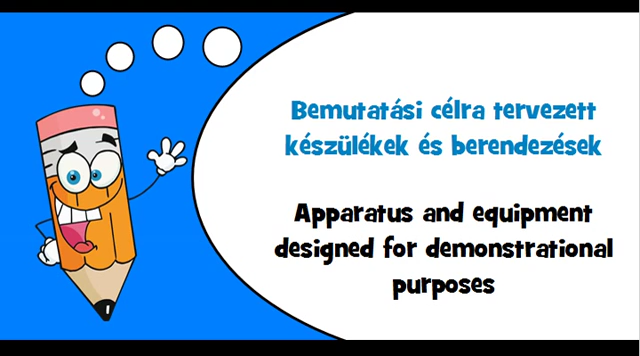 Bemutatási célra tervezett
készülékek és berendezések
Apparatus and equipment
designed for demonstrational
purposes